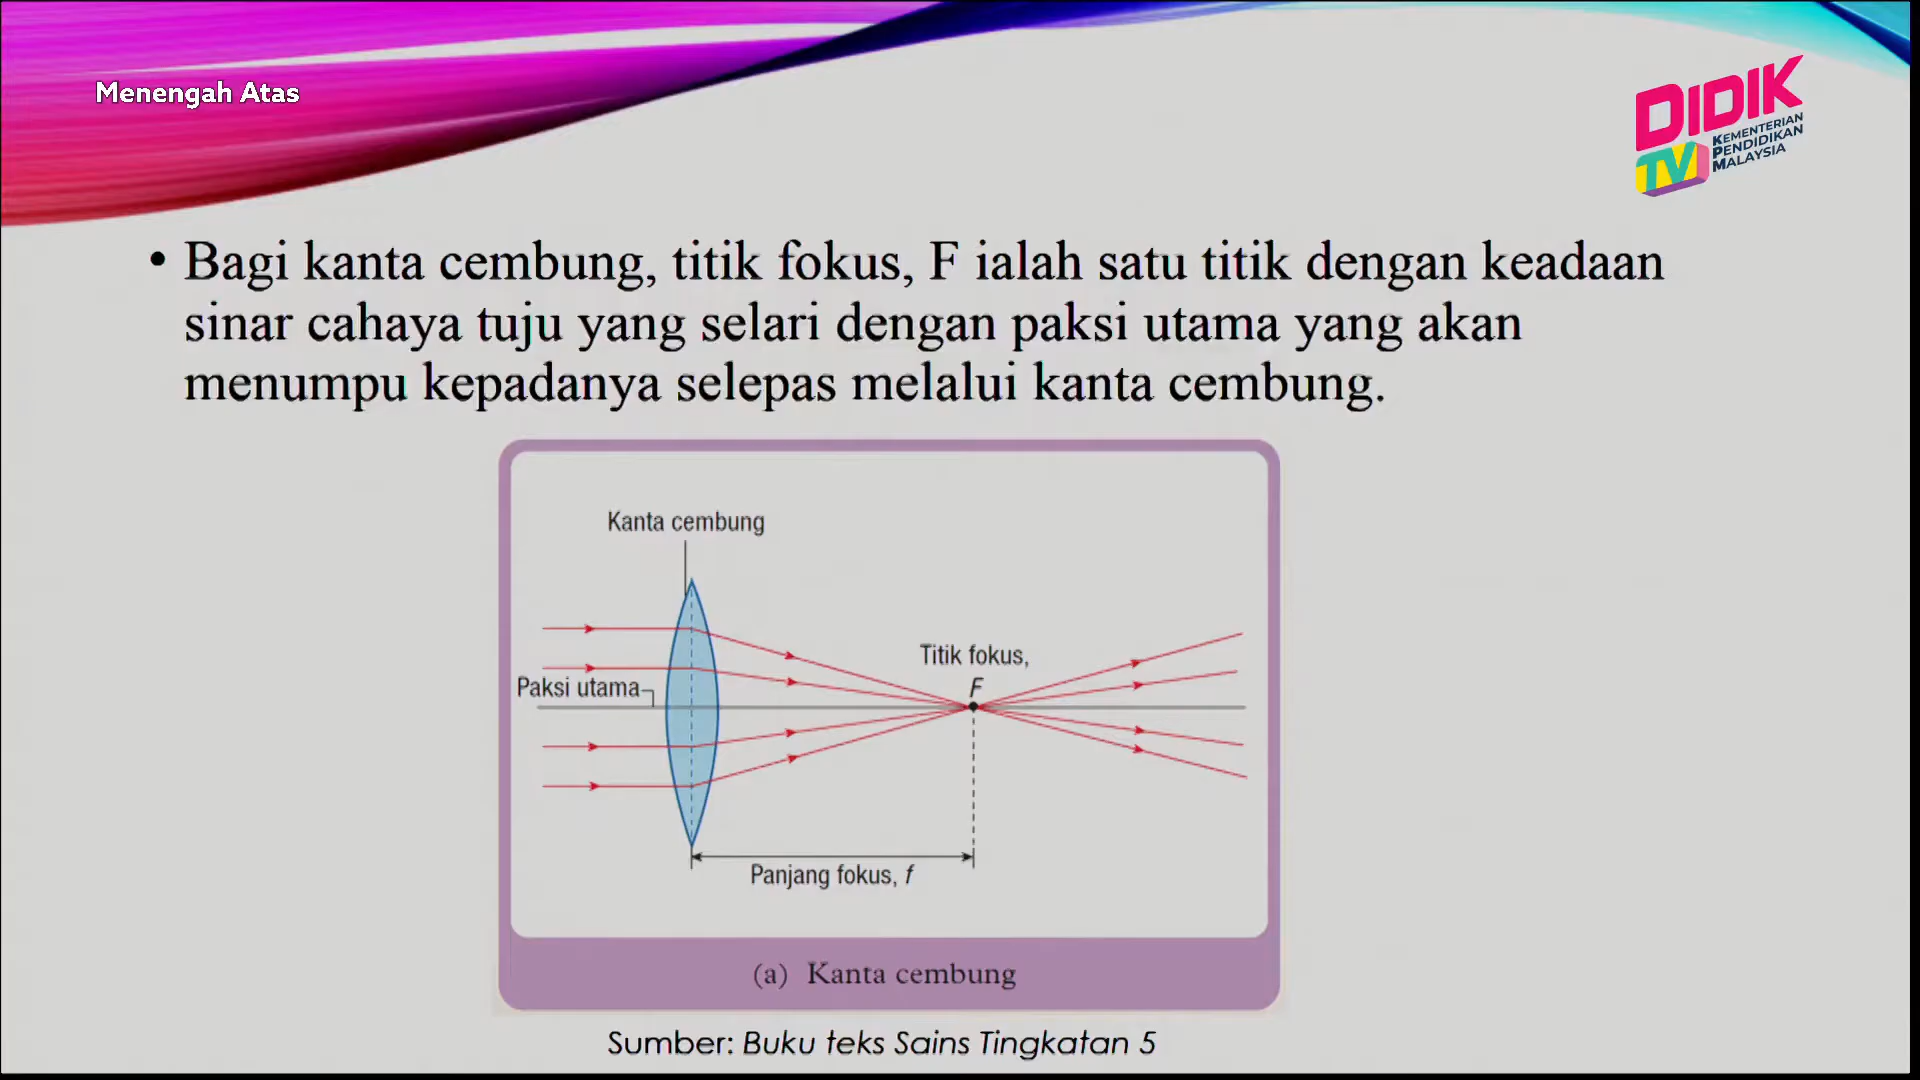 Menengah Atas
DIDIK
TV
KEMENTERIAN
PENDIDIKAN
MALAYSIA
• Bagi kanta cembung, titik fokus, F ialah satu titik dengan keadaan
sinar cahaya tuju yang selari dengan paksi utama yang akan
menumpu kepadanya selepas melalui kanta cembung.
Kanta cembung
Titik fokus,
F
Paksi utama
Panjang fokus, f
(a) Kanta cembung
Sumber: Buku teks Sains Tingkatan 5